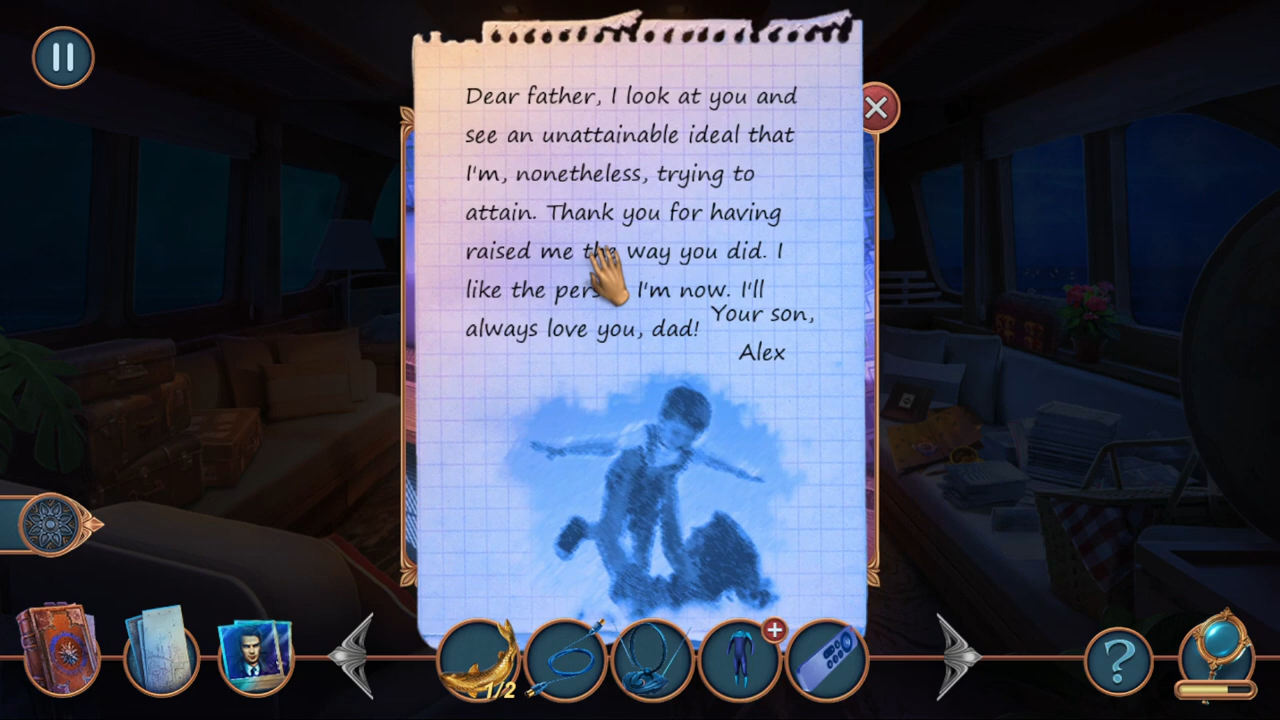 Dear father, I look at you and
see an unattainable ideal that
I'm, nonetheless, trying to
attain. Thank you for having
raised me the way you did. I
like the I'm now. I'll
always love you, dad!
Your son,
Alex
1/2